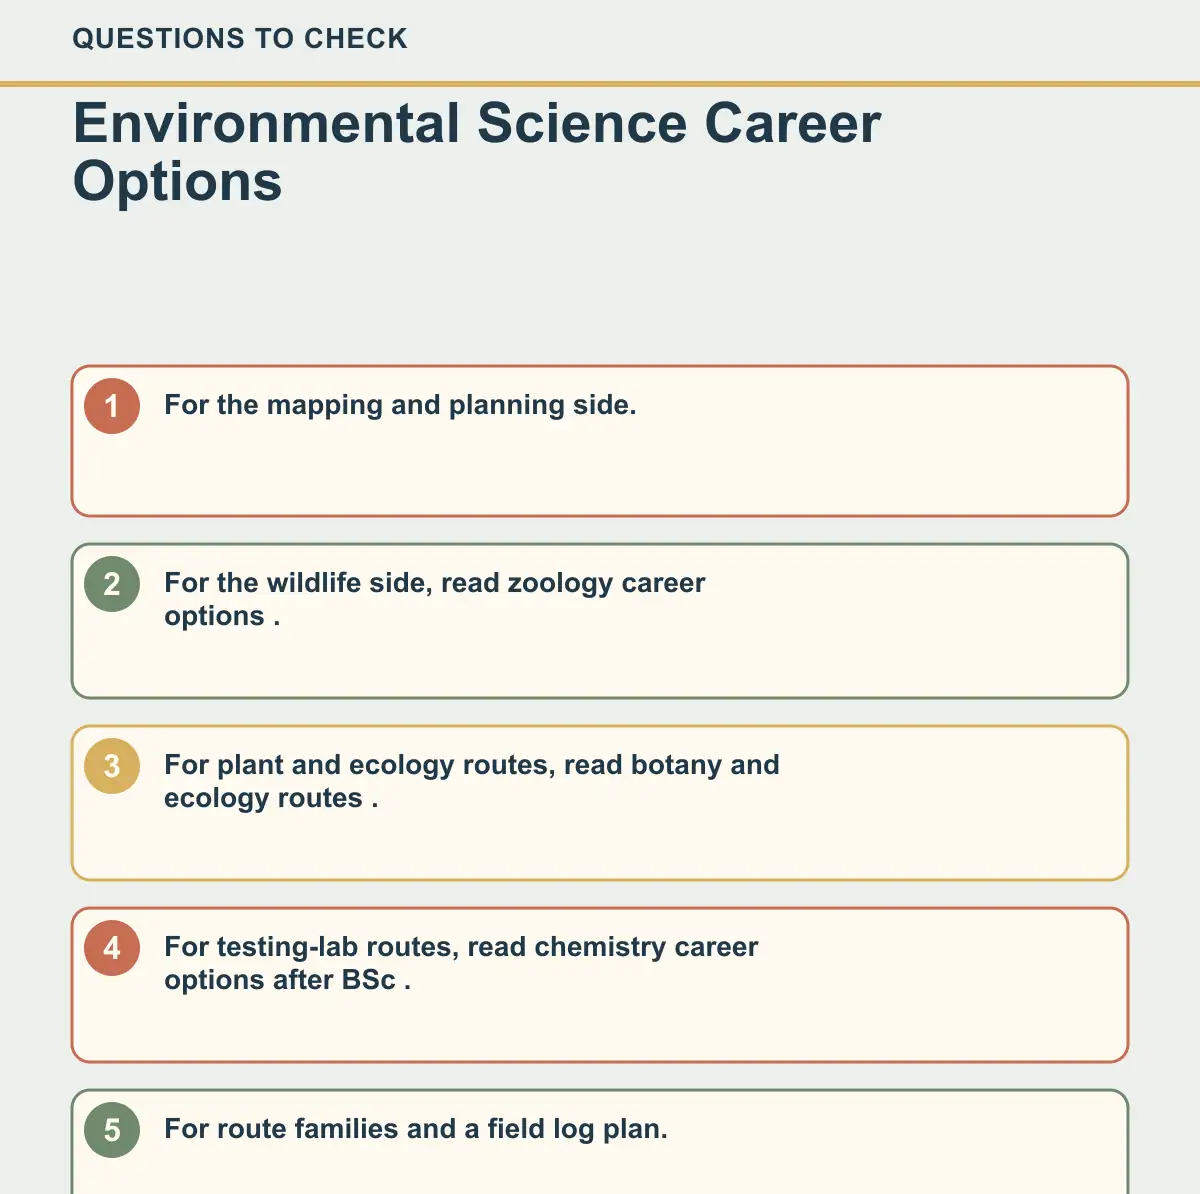 QUESTIONS TO CHECK
Environmental Science Career
Options
1
For the mapping and planning side.
2
For the wildlife side, read zoology career
options .
3
For plant and ecology routes, read botany and
ecology routes .
4
For testing-lab routes, read chemistry career
options after BSc .
5
For route families and a field log plan.